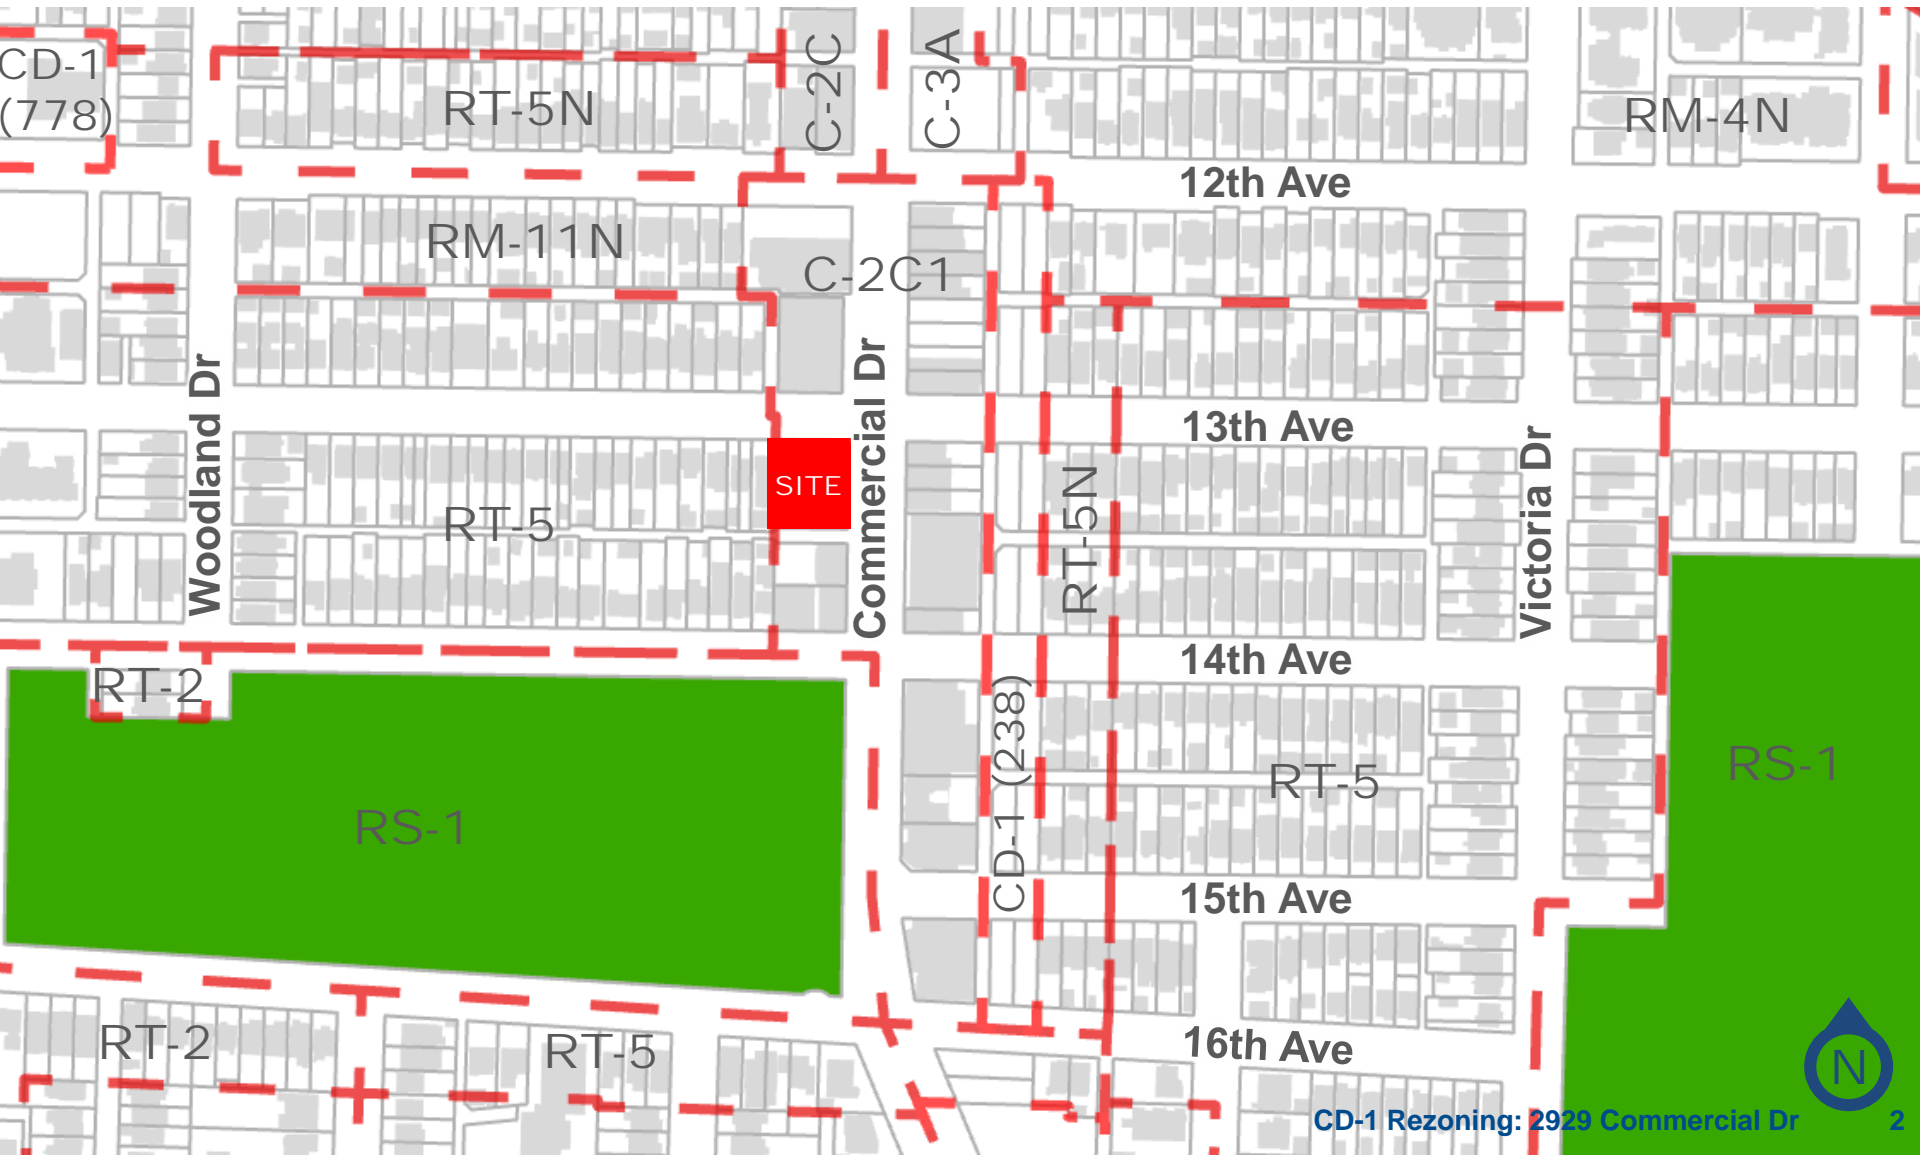 CD-1
(778)
RT-5N
C-2C
C-3A
RM-4N
12th Ave
RM-11N
C-2C1
Woodland Dr
Commercial Dr
13th Ave
Victoria Dr
SITE
RT-5
RT-5N
14th Ave
RT-2
CD-1 (238)
RS-1
RT-5
RS-1
15th Ave
RT-2
RT-5
16th Ave
N
CD-1 Rezoning: 2929 Commercial Dr 2